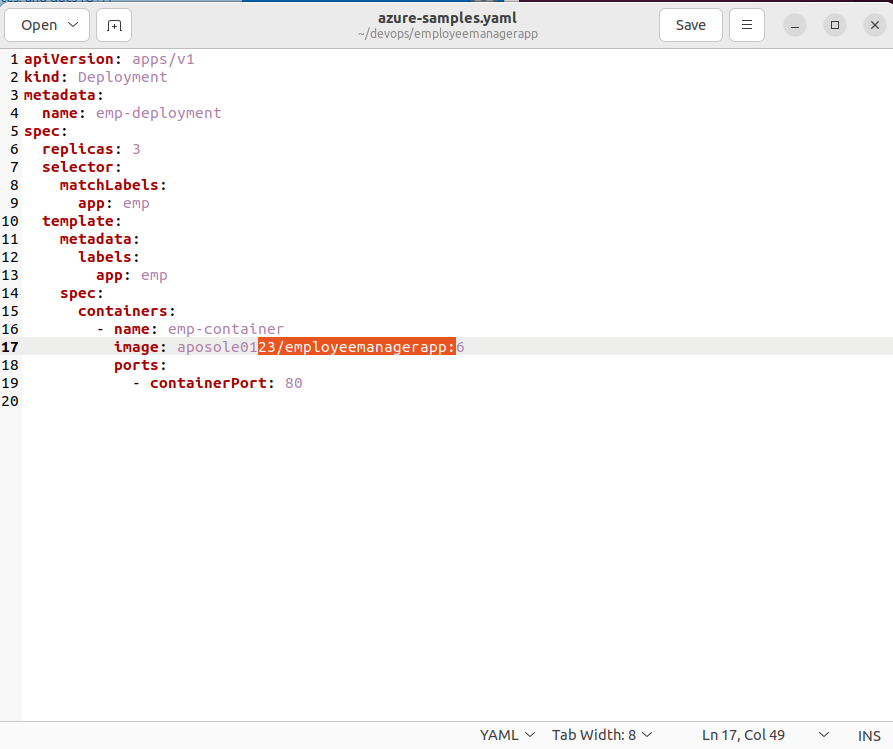 Open
azure-samples.yaml
~/devops/employeemanagerapp
Save
1 apiVersion: apps/v1
2 kind: Deployment
3 metadata:
4   name: emp-deployment
5 spec:
6   replicas: 3
7   selector:
8     matchLabels:
9       app: emp
10   template:
11     metadata:
12       labels:
13         app: emp
14     spec:
15       containers:
16         - name: emp-container
17           image: aposole0123/employeemanagerapp:6
18           ports:
19             - containerPort: 80
20
YAML Tab Width: 8 Ln 17, Col 49 INS